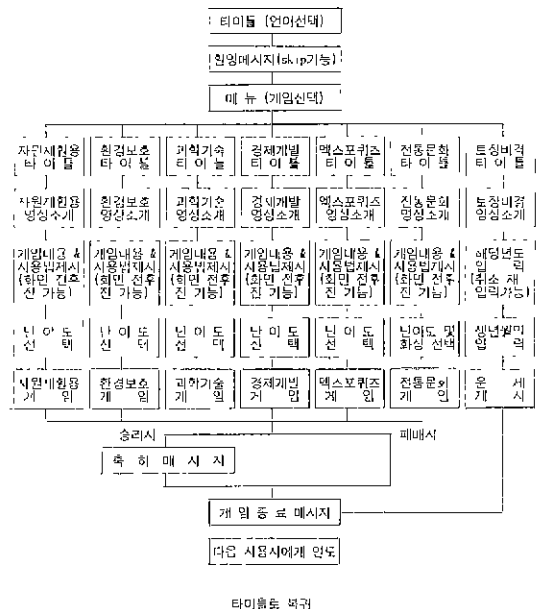 타이틀 (언어선택)
환영메시지(skip기능)
메 뉴 (게임선택)
자원재활용 환경보호 과학기술 경제개발 엑스포퀴즈 전통문화 토정비결
타 이 틀 타 이 틀 타 이 틀 타 이 틀 타 이 틀 타 이 틀 타 이 틀
자원재활용 환경보호 과학기술 경제개발 엑스포퀴즈 전통문화 토정비결
영상소개 영상소개 영상소개 영상소개 영상소개 영상소개 영상소개
게임내용 & 게임내용 & 게임내용 & 게임내용 & 게임내용 & 게임내용 & 해당년도
사용법제시 사용법제시 사용법제시 사용법제시 사용법제시 사용법제시 입 력
(화면 전후 (화면 전후 (화면 전후 (화면 전후 (화면 전후 (화면 전후 (취소 재
진 가능) 진 가능) 진 가능) 진 가능) 진 가능) 진 가능) 입력가능)
난 이 도 난 이 도 난 이 도 난 이 도 난 이 도 난이도 및 생년월일
선 택 선 택 선 택 선 택 선 택 화상 선택 입 력
자원재활용 환경보호 과학기술 경제개발 엑스포퀴즈 전통문화 운 세
게 임 게 임 게 임 게 임 게 임 게 임 게 시
승리시 패배시
축 하 메 시 지
게 임 종 료 메시지
다음 사용자에게 인도
타이틀로 복귀